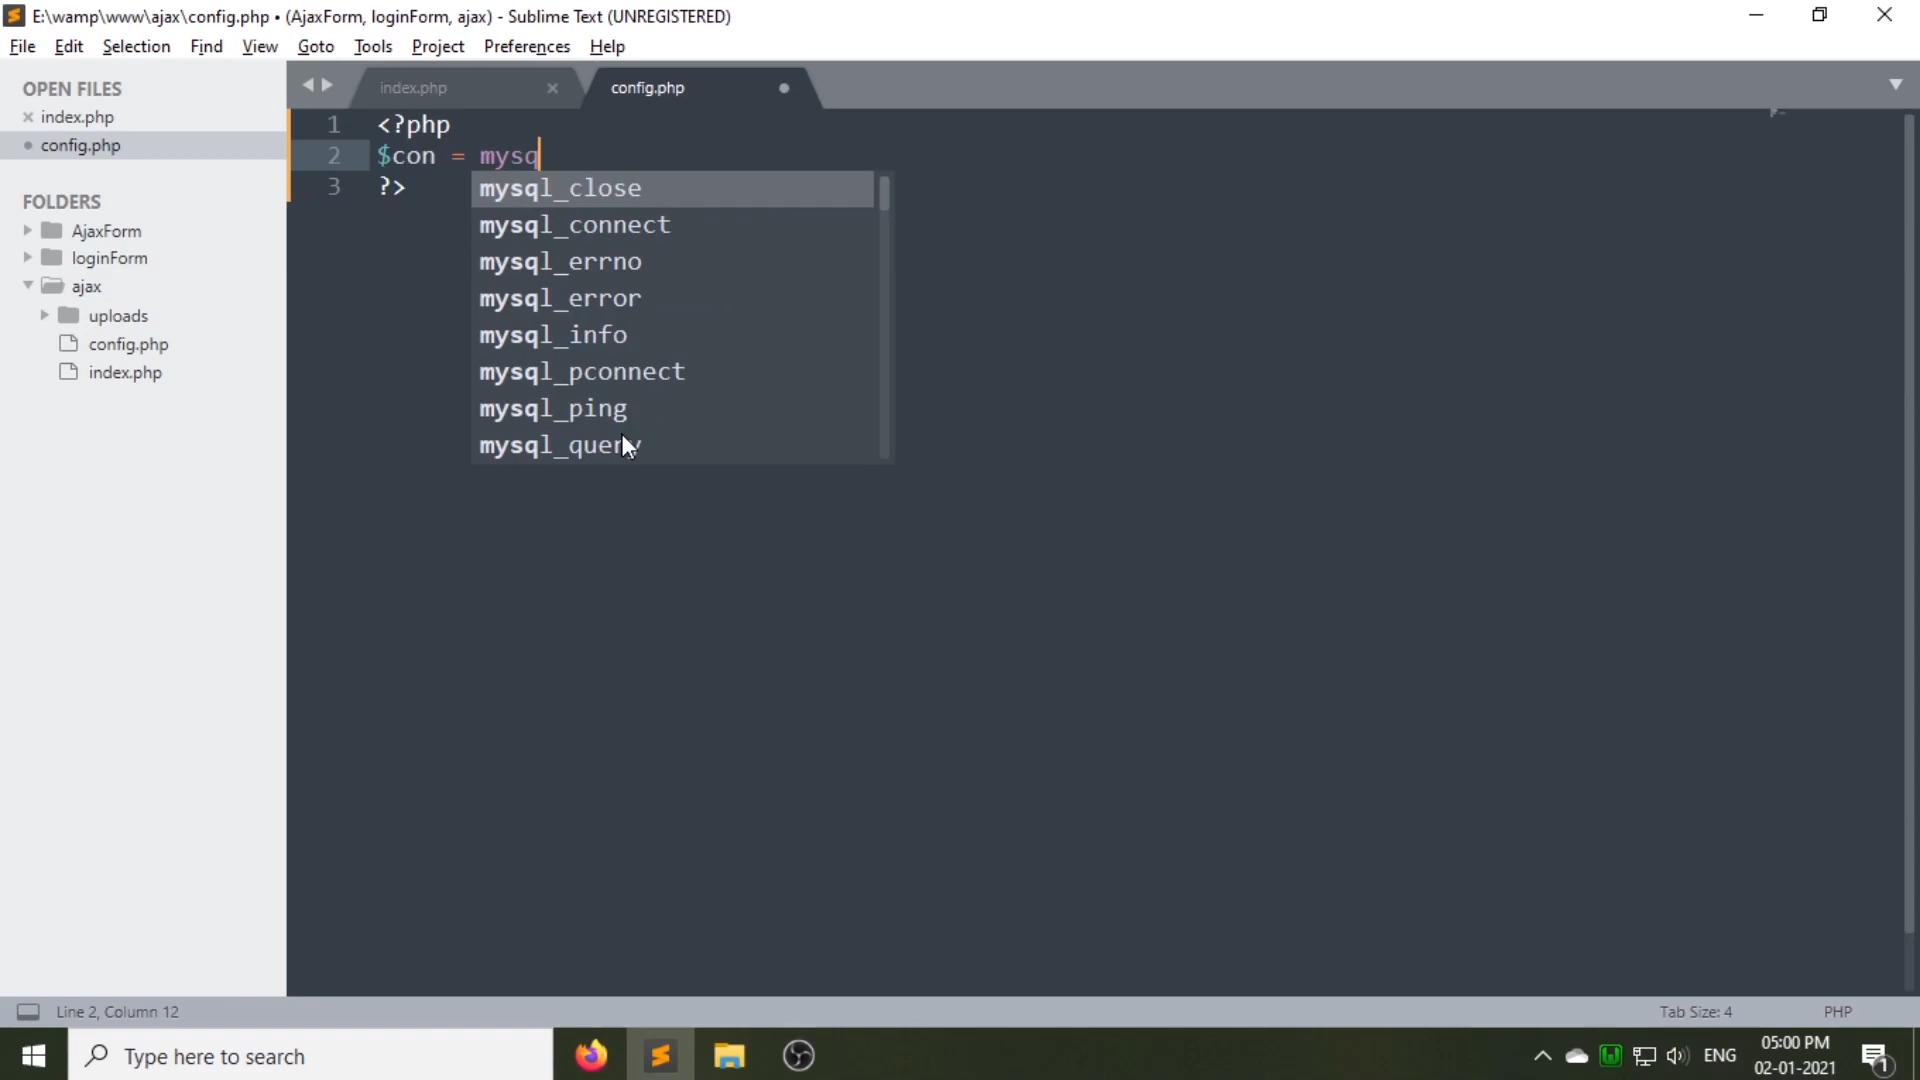 E:\wamp\www\ajax\config.php • (AjaxForm, loginForm, ajax) - Sublime Text (UNREGISTERED)
File Edit Selection Find View Goto Tools Project Preferences Help
OPEN FILES
index.php
config.php
FOLDERS
AjaxForm
loginForm
ajax
uploads
config.php
index.php
index.php config.php
1 <?php
2 $con = mysq
3 ?>
mysql_close
mysql_connect
mysql_errno
mysql_error
mysql_info
mysql_pconnect
mysql_ping
mysql_query
Line 2, Column 12 Tab Size: 4 PHP
Type here to search
ENG
05:00 PM
02-01-2021
1